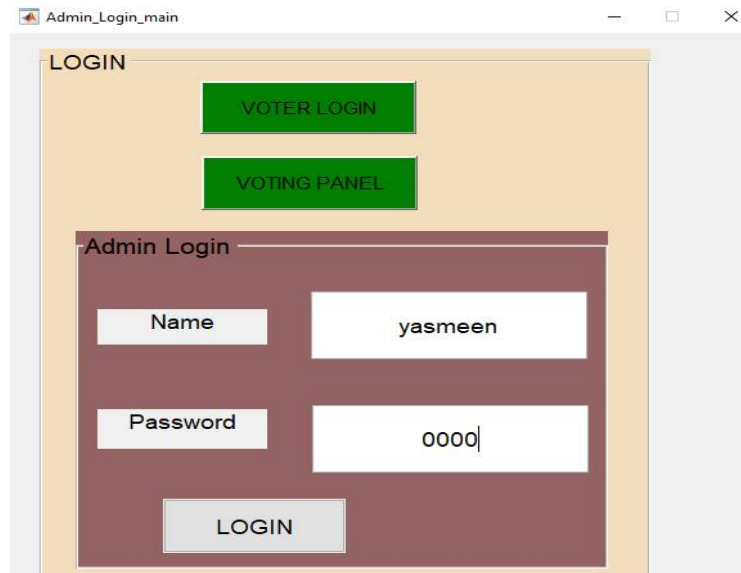 Admin_Login_main
LOGIN
VOTER LOGIN
VOTING PANEL
Admin Login
Name
yasmeen
Password
0000
LOGIN